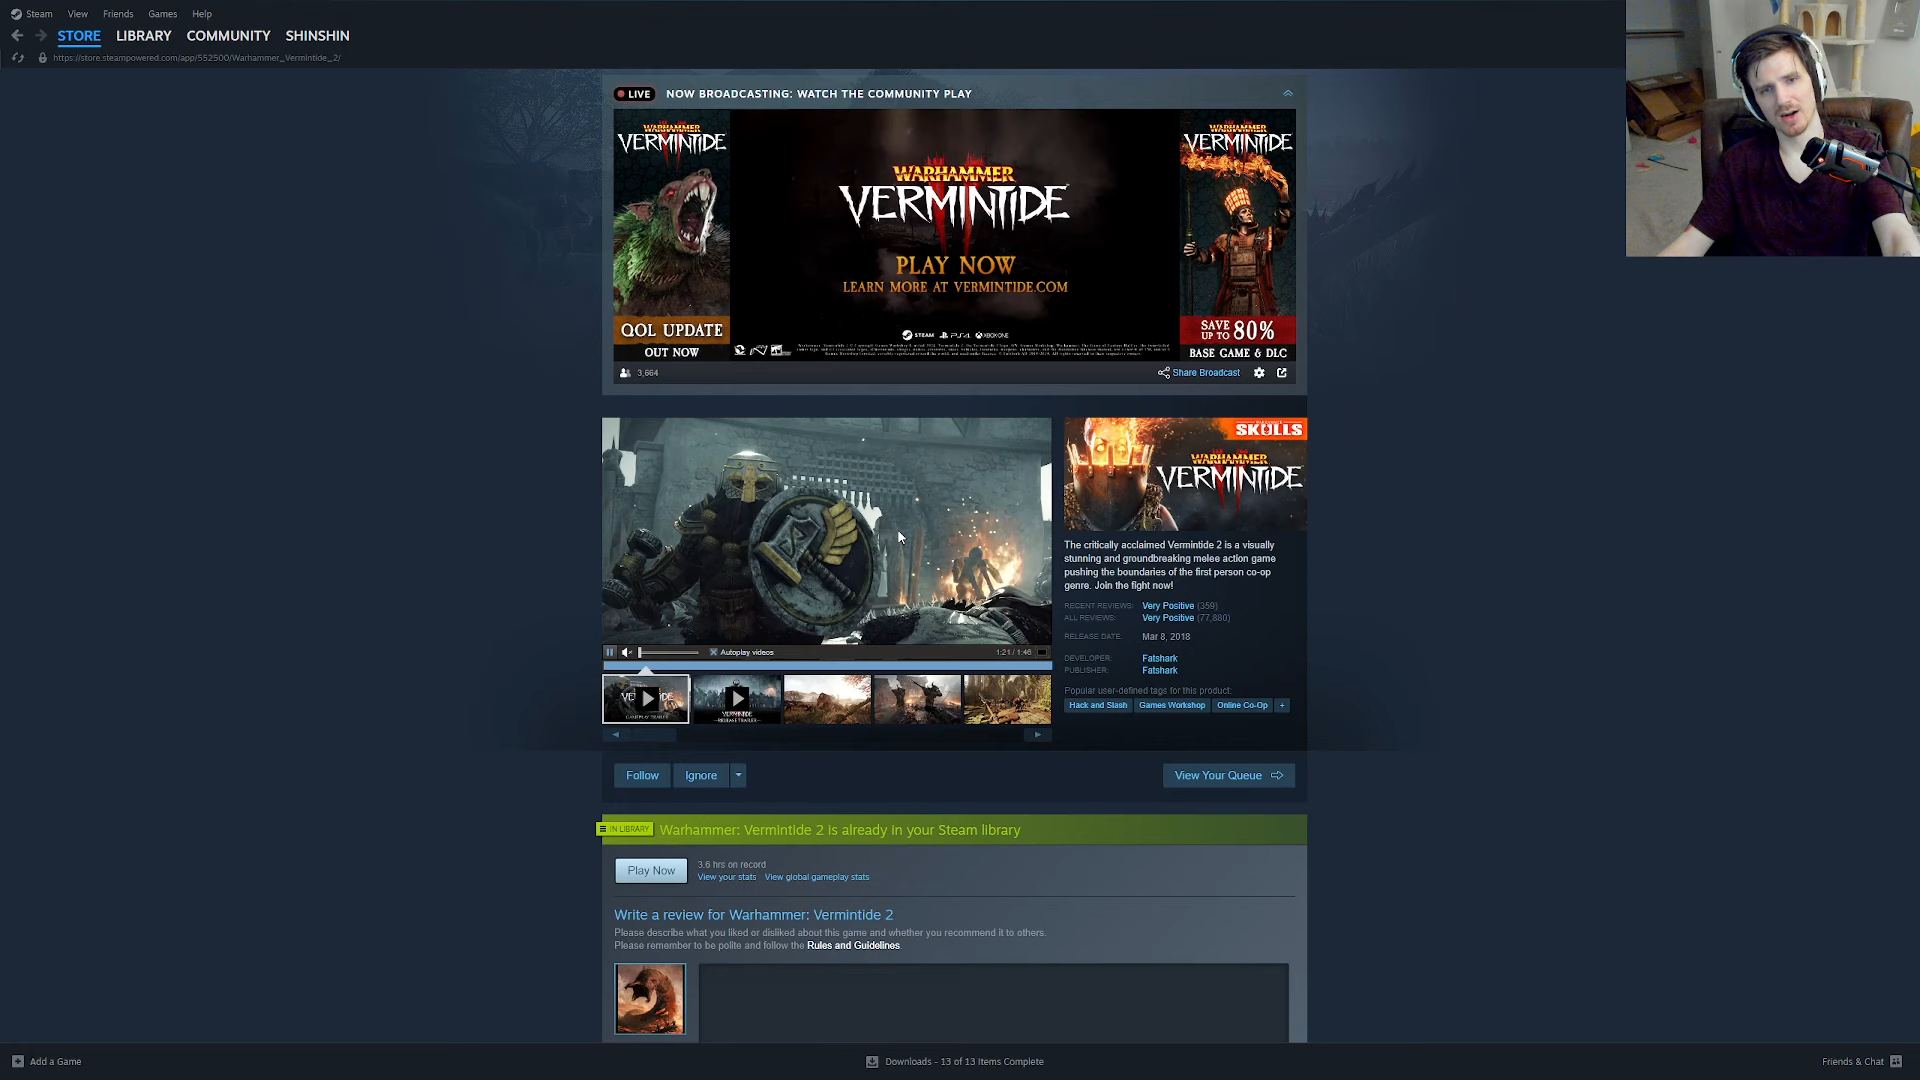 Steam View Friends Games Help
STORE LIBRARY COMMUNITY SHINSHIN
https://store.steampowered.com/app/552500/Warhammer_Vermintide_2/
LIVE NOW BROADCASTING: WATCH THE COMMUNITY PLAY
WARHAMMER
VERMINTIDE
QOL UPDATE
OUT NOW
WARHAMMER
VERMINTIDE
II
PLAY NOW
LEARN MORE AT VERMINTIDE.COM
STEAM PS4 XBOX ONE
WARHAMMER
VERMINTIDE
SAVE UP TO 80%
BASE GAME & DLC
3,664
Share Broadcast
Autoplay videos
1:21 / 1:46
GAMEPLAY TRAILER
VERMINTIDE
RELEASE TRAILER
SKULLS
WARHAMMER
VERMINTIDE
The critically acclaimed Vermintide 2 is a visually
stunning and groundbreaking melee action game
pushing the boundaries of the first person co-op
genre. Join the fight now!
RECENT REVIEWS: Very Positive (359)
ALL REVIEWS: Very Positive (77,880)
RELEASE DATE: Mar 8, 2018
DEVELOPER: Fatshark
PUBLISHER: Fatshark
Popular user-defined tags for this product:
Hack and Slash Games Workshop Online Co-Op +
Follow Ignore
View Your Queue
IN LIBRARY Warhammer: Vermintide 2 is already in your Steam library
Play Now
3.6 hrs on record
View your stats View global gameplay stats
Write a review for Warhammer: Vermintide 2
Please describe what you liked or disliked about this game and whether you recommend it to others.
Please remember to be polite and follow the Rules and Guidelines
Add a Game
Downloads - 13 of 13 Items Complete
Friends & Chat